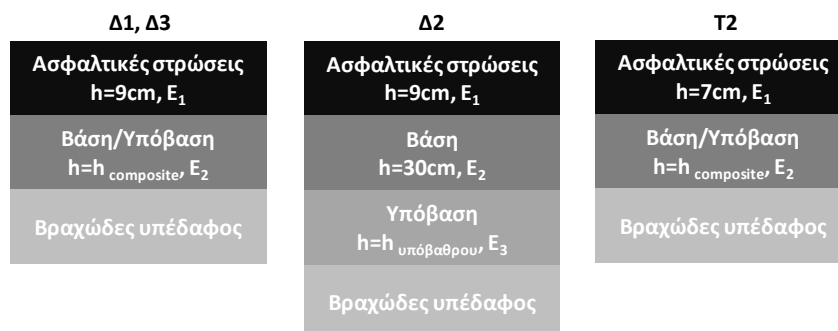 Δ1, Δ3
Ασφαλτικές στρώσεις
h=9cm, E1
Βάση/Υπόβαση
h=h composite, E2
Βραχώδες υπέδαφος
Δ2
Ασφαλτικές στρώσεις
h=9cm, E1
Βάση
h=30cm, E2
Υπόβαση
h=h υπόβαθρου, E3
Βραχώδες υπέδαφος
T2
Ασφαλτικές στρώσεις
h=7cm, E1
Βάση/Υπόβαση
h=h composite, E2
Βραχώδες υπέδαφος